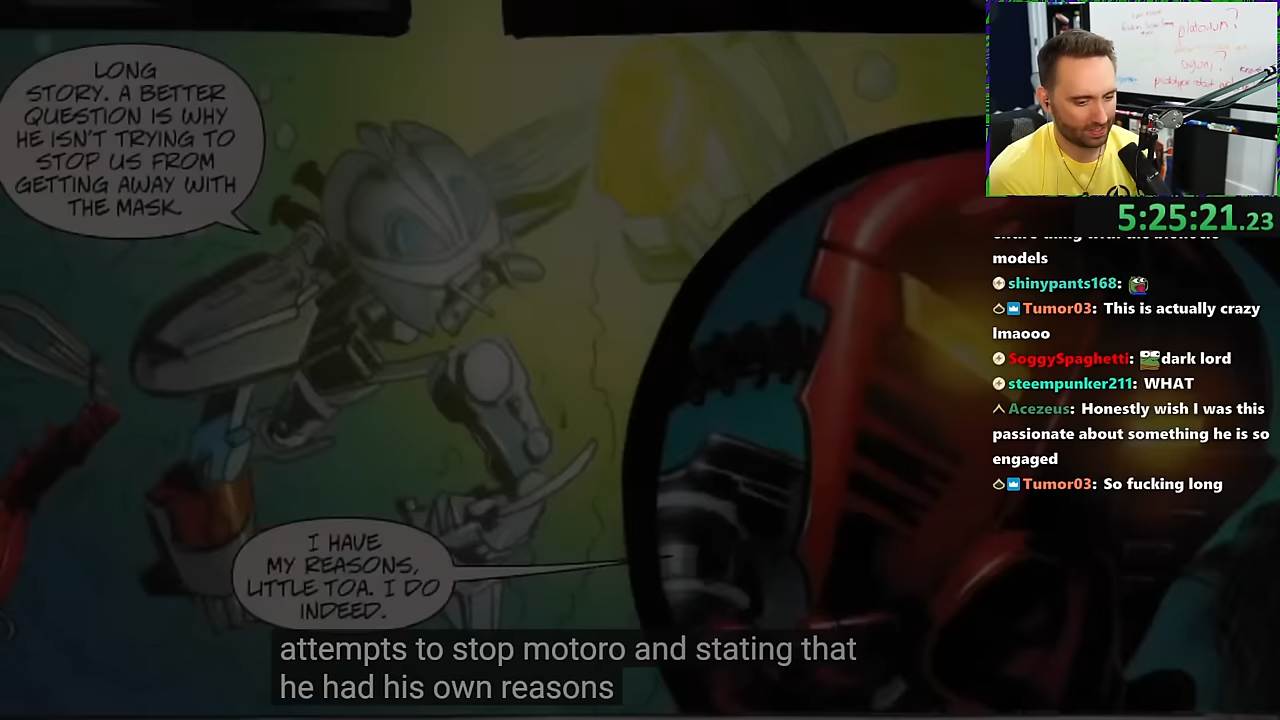 LONG
STORY. A BETTER
QUESTION IS WHY
HE ISN'T TRYING TO
STOP US FROM
GETTING AWAY WITH
THE MASK.
I HAVE
MY REASONS,
LITTLE TOA. I DO
INDEED.
attempts to stop motoro and stating that
he had his own reasons
platown?
5:25:21.23
models
shinypants168:
Tumor03: This is actually crazy
lmaooo
SoggySpaghetti: dark lord
steempunker211: WHAT
Acezeus: Honestly wish I was this
passionate about something he is so
engaged
Tumor03: So fucking long